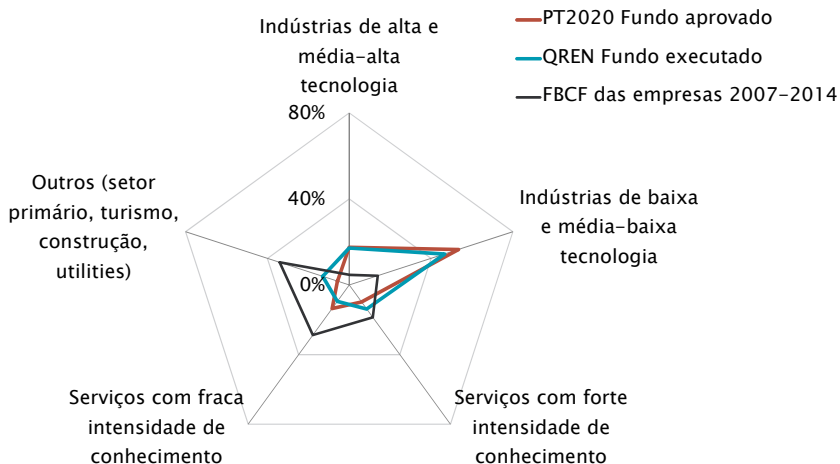 Indústrias de alta e
média-alta
tecnologia
PT2020 Fundo aprovado
QREN Fundo executado
FBCF das empresas 2007-2014
80%
40%
0%
Outros (setor
primário, turismo,
construção,
utilities)
Indústrias de baixa
e média-baixa
tecnologia
Serviços com fraca
intensidade de
conhecimento
Serviços com forte
intensidade de
conhecimento